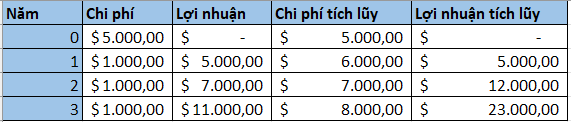 Năm Chi phí Lợi nhuận Chi phí tích lũy Lợi nhuận tích lũy
0 $5.000,00 $ - $ 5.000,00 $ -
1 $1.000,00 $ 5.000,00 $ 6.000,00 $ 5.000,00
2 $1.000,00 $ 7.000,00 $ 7.000,00 $ 12.000,00
3 $1.000,00 $11.000,00 $ 8.000,00 $ 23.000,00